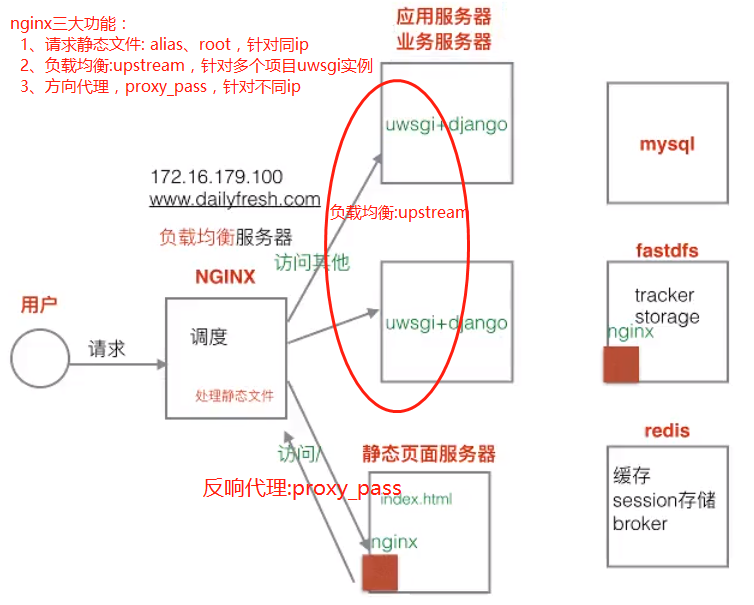 nginx三大功能：
1、请求静态文件: alias、root，针对同ip
2、负载均衡:upstream，针对多个项目uwsgi实例
3、方向代理，proxy_pass，针对不同ip
应用服务器
业务服务器
uwsgi+django
mysql
172.16.179.100
www.dailyfresh.com
负载均衡:upstream
负载均衡服务器
访问其他
NGINX
fastdfs
tracker
storage
nginx
用户
请求
调度
处理静态文件
uwsgi+django
redis
缓存
session存储
broker
访问/
静态页面服务器
反响代理:proxy_pass
index.html
nginx